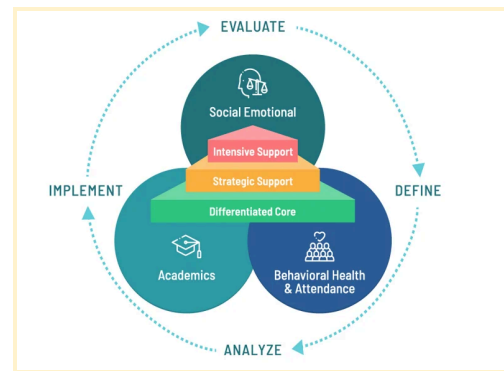 EVALUATE
Social Emotional
Intensive Support
IMPLEMENT
Strategic Support
DEFINE
Differentiated Core
Academics
Behavioral Health
& Attendance
ANALYZE